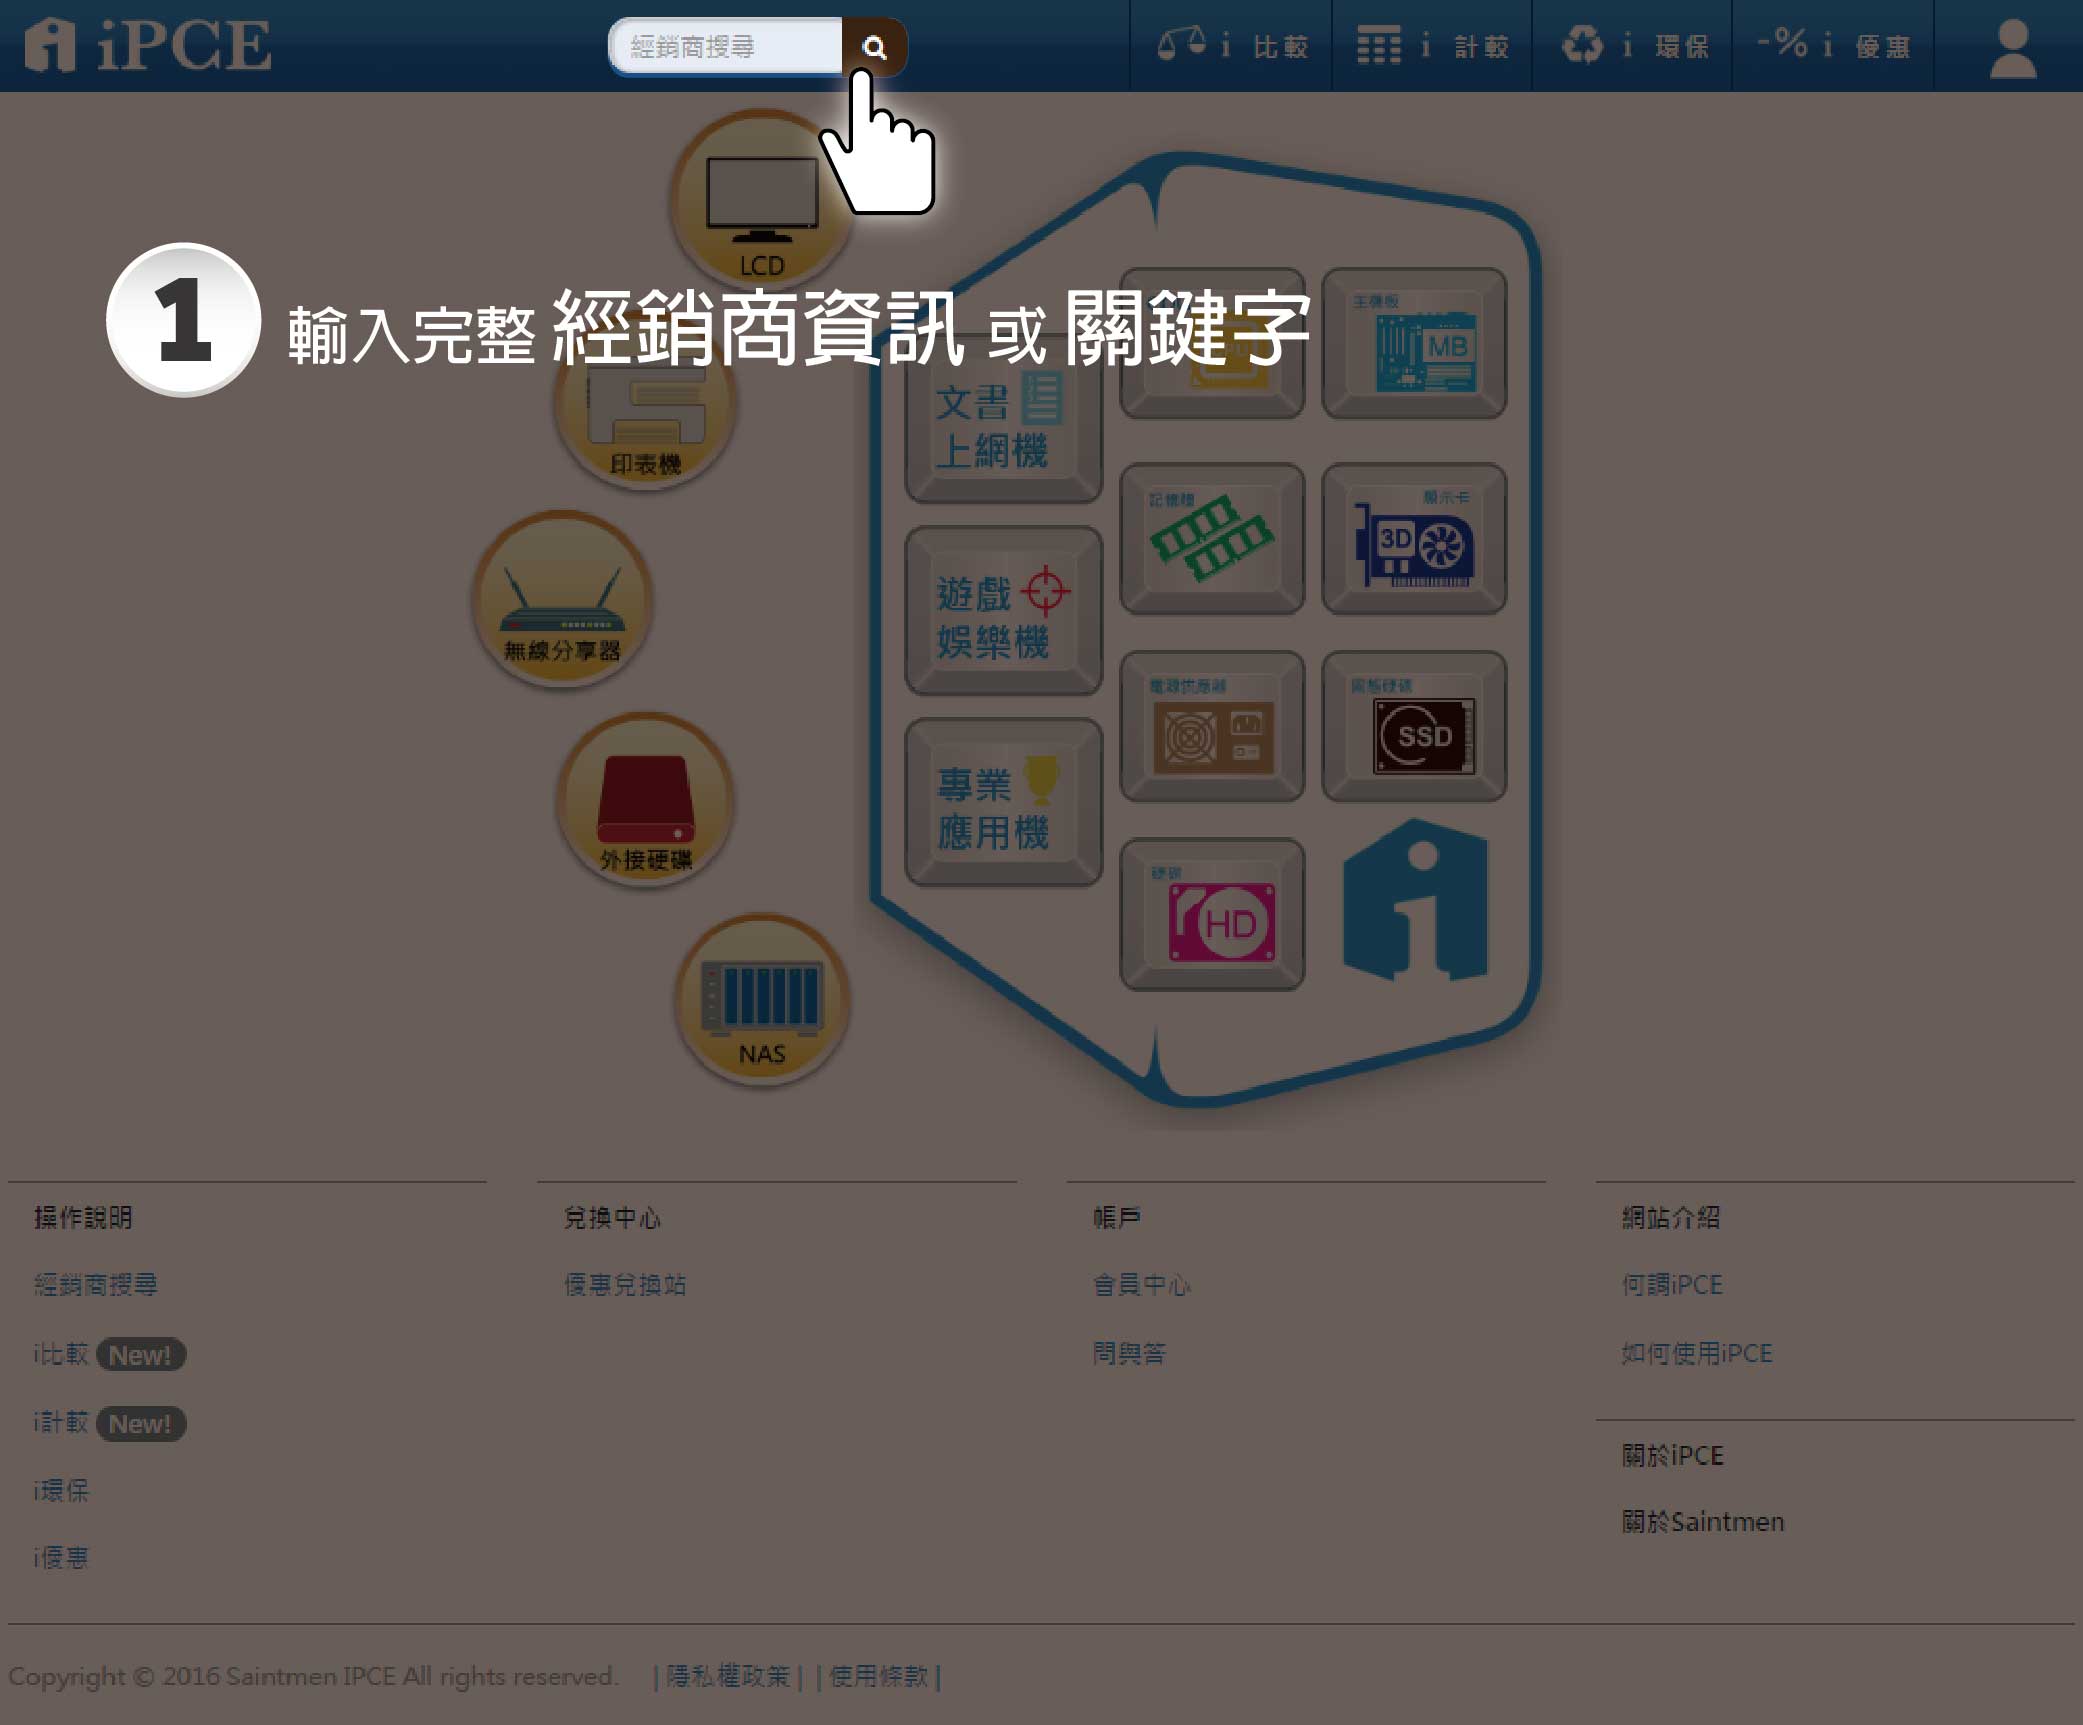 iPCE
經銷商搜尋
i 比較
i 計較
i 環保
-% i 優惠
1 輸入完整 經銷商資訊 或 關鍵字
LCD
印表機
無線分享器
外接硬碟
NAS
文書
上網機
遊戲
娛樂機
專業
應用機
主機板
MB
記憶體
顯示卡
3D
電源供應器
固態硬碟
SSD
硬碟
HD
操作說明
經銷商搜尋
i比較 New!
i計較 New!
i環保
i優惠
兌換中心
優惠兌換站
帳戶
會員中心
問與答
網站介紹
何謂iPCE
如何使用iPCE
關於iPCE
關於Saintmen
Copyright © 2016 Saintmen IPCE All rights reserved. | 隱私權政策 | | 使用條款 |